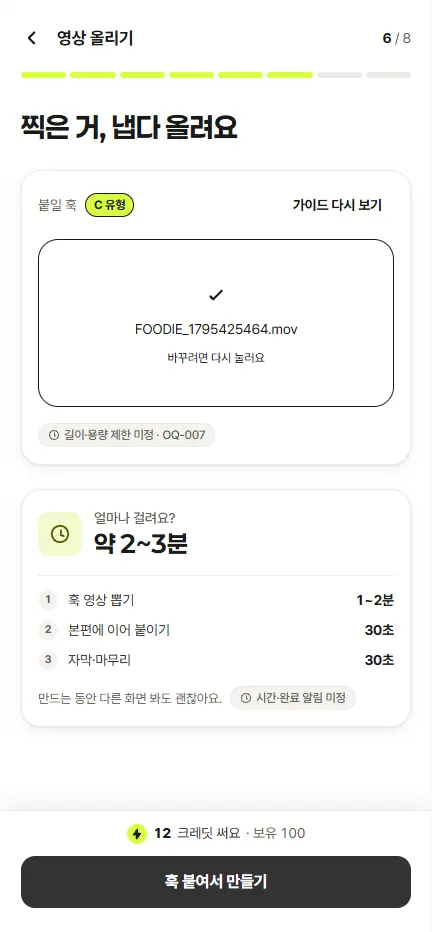 영상 올리기
6 / 8
찍은 거, 냅다 올려요
붙일 훅
C 유형
가이드 다시 보기
FOODIE_1795425464.mov
바꾸려면 다시 눌러요
길이·용량 제한 미정 · OQ-007
얼마나 걸려요?
약 2~3분
1 훅 영상 뽑기 1~2분
2 본편에 이어 붙이기 30초
3 자막·마무리 30초
만드는 동안 다른 화면 봐도 괜찮아요.
시간·완료 알림 미정
12 크레딧 써요 · 보유 100
훅 붙여서 만들기